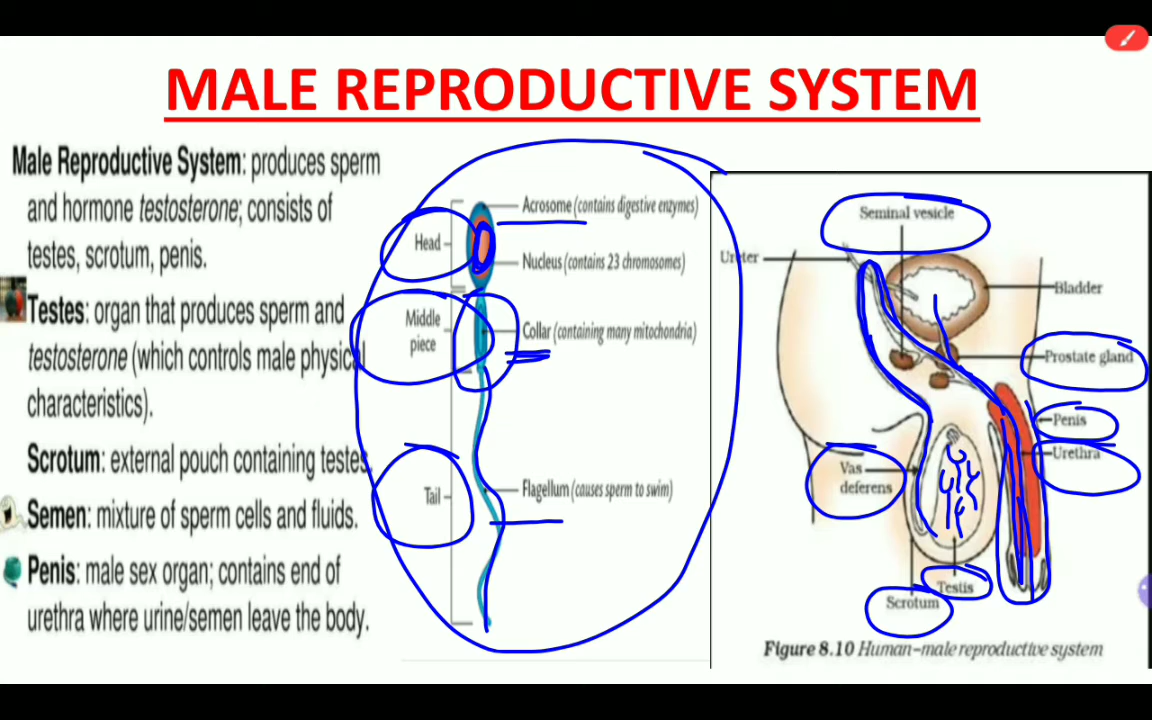 MALE REPRODUCTIVE SYSTEM
Male Reproductive System: produces sperm
and hormone testosterone; consists of
testes, scrotum, penis.
Testes: organ that produces sperm and
testosterone (which controls male physical
characteristics).
Scrotum: external pouch containing testes.
Semen: mixture of sperm cells and fluids.
Penis: male sex organ; contains end of
urethra where urine/semen leave the body.
Head
Middle
piece
Tail
Acrosome (contains digestive enzymes)
Nucleus (contains 23 chromosomes)
Collar (containing many mitochondria)
Flagellum (causes sperm to swim)
Seminal vesicle
Ureter
Bladder
Prostate gland
Penis
Urethra
Vas
deferens
Testis
Scrotum
Figure 8.10 Human–male reproductive system